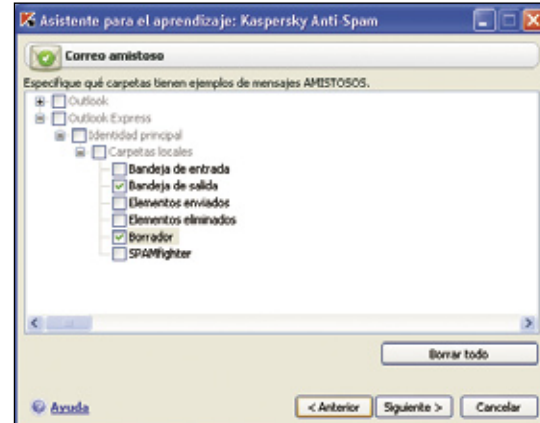 Asistente para el aprendizaje: Kaspersky Anti-Spam
Correo amistoso
Especifique qué carpetas tienen ejemplos de mensajes AMISTOSOS.
Outlook
Outlook Express
Identidad principal
Carpetas locales
Bandeja de entrada
Bandeja de salida
Elementos enviados
Elementos eliminados
Borrador
SPAMfighter
Borrar todo
Ayuda
< Anterior
Siguiente >
Cancelar